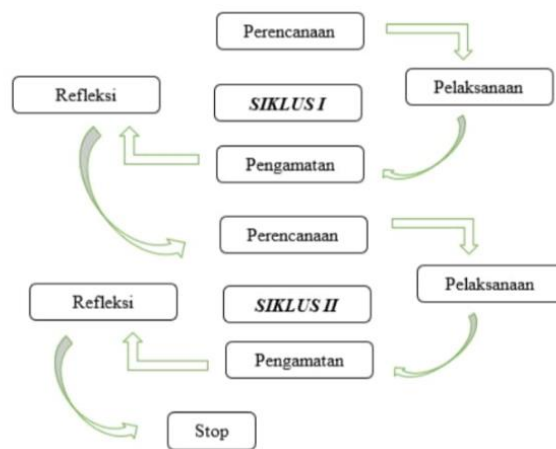 Perencanaan
Pelaksanaan
Refleksi
SIKLUS I
Pengamatan
Perencanaan
Pelaksanaan
Refleksi
SIKLUS II
Pengamatan
Stop